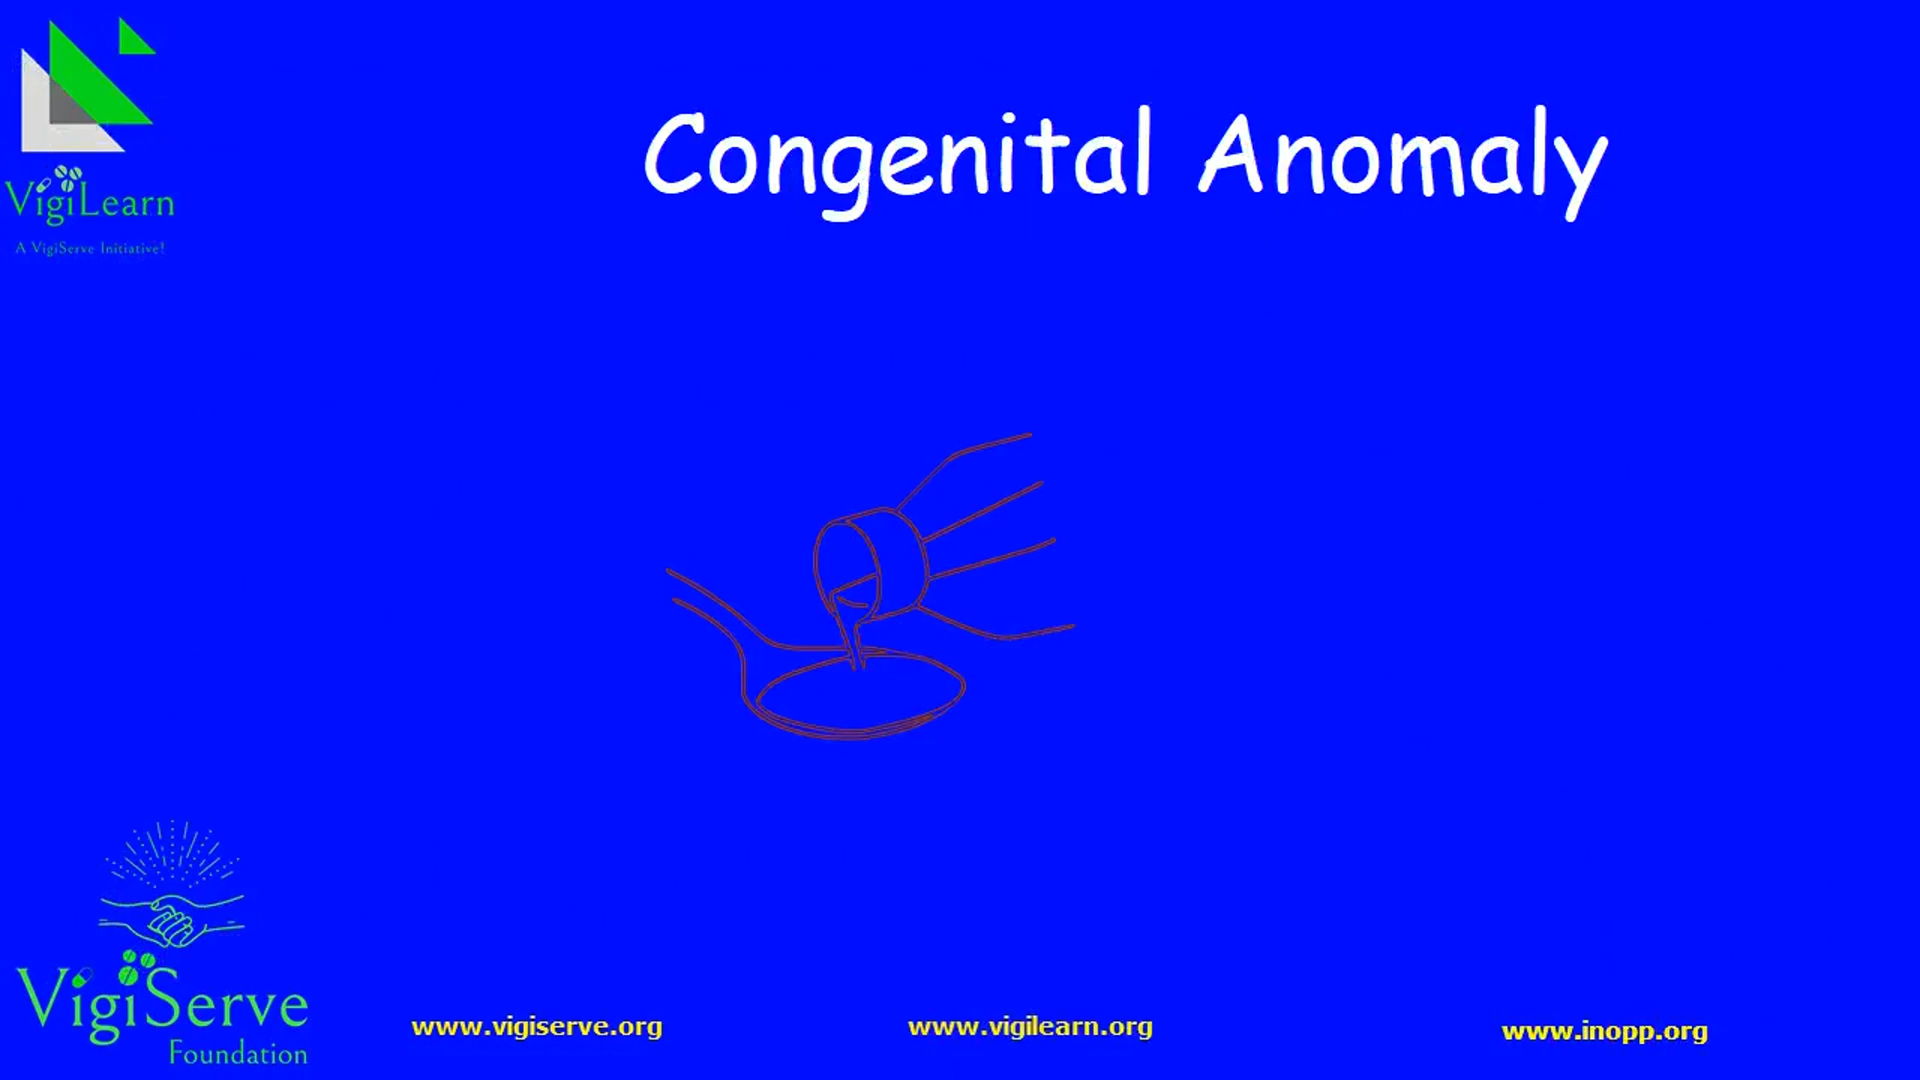 Congenital Anomaly
VigiLearn
A VigiServe Initiative!
VigiServe
Foundation
www.vigiserve.org
www.vigilearn.org
www.inopp.org